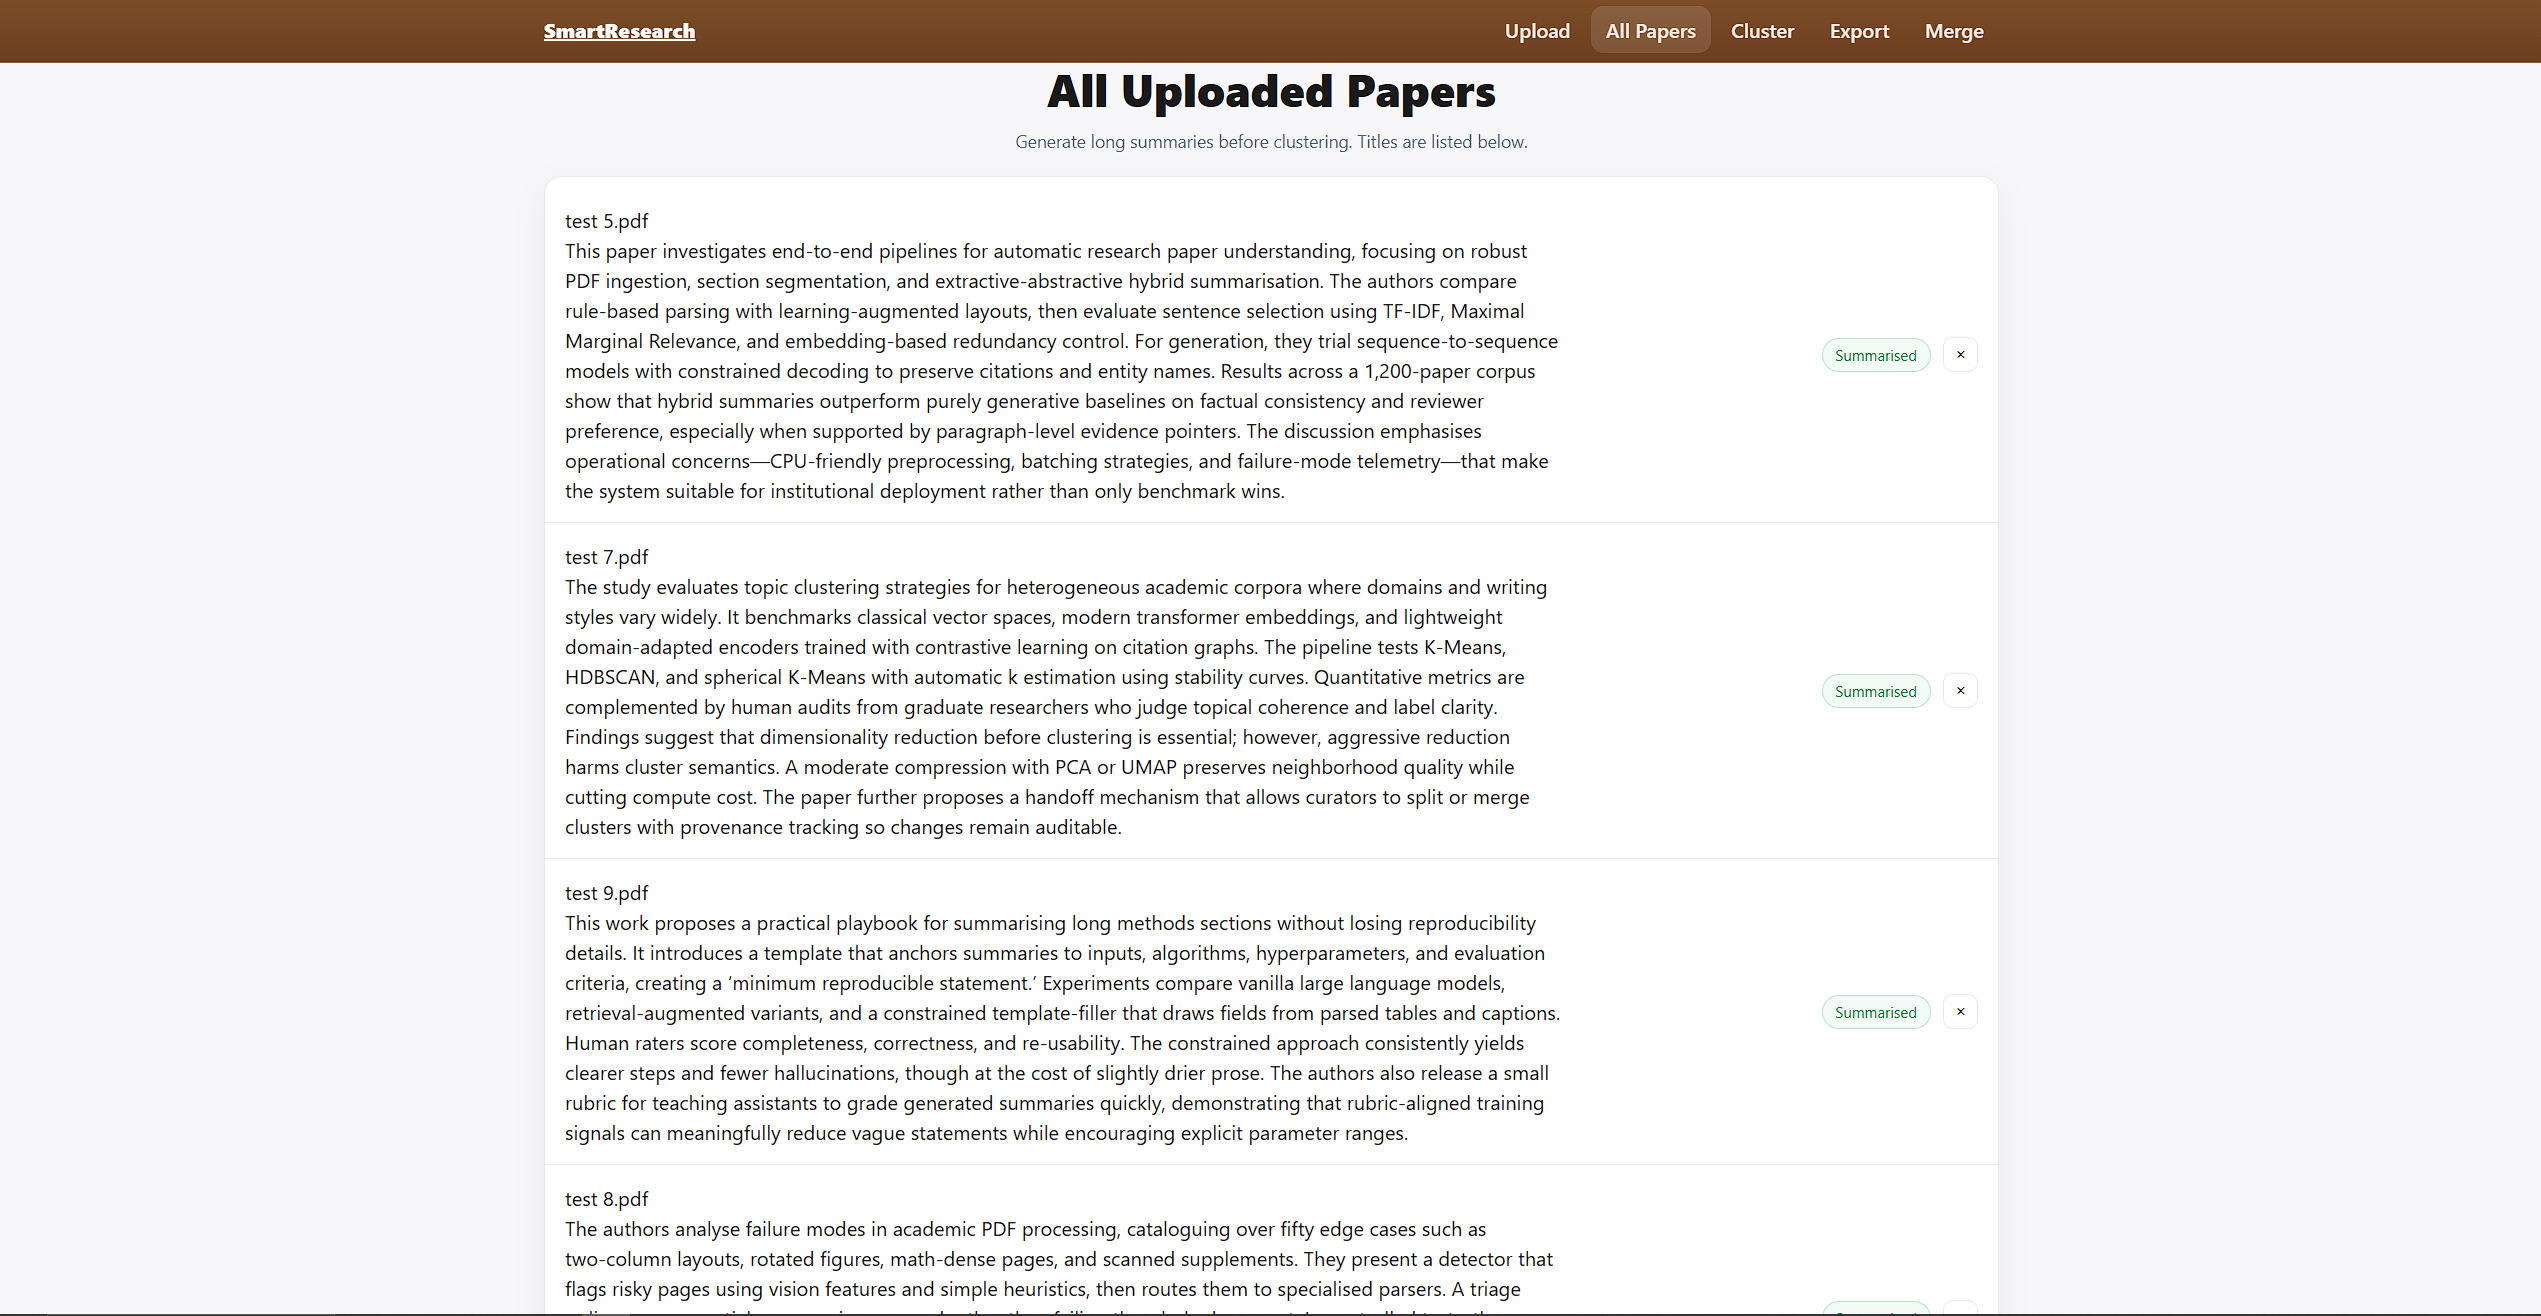 SmartResearch
Upload All Papers Cluster Export Merge
All Uploaded Papers
Generate long summaries before clustering. Titles are listed below.
test 5.pdf
This paper investigates end-to-end pipelines for automatic research paper understanding, focusing on robust
PDF ingestion, section segmentation, and extractive-abstractive hybrid summarisation. The authors compare
rule-based parsing with learning-augmented layouts, then evaluate sentence selection using TF-IDF, Maximal
Marginal Relevance, and embedding-based redundancy control. For generation, they trial sequence-to-sequence
models with constrained decoding to preserve citations and entity names. Results across a 1,200-paper corpus
show that hybrid summaries outperform purely generative baselines on factual consistency and reviewer
preference, especially when supported by paragraph-level evidence pointers. The discussion emphasises
operational concerns—CPU-friendly preprocessing, batching strategies, and failure-mode telemetry—that make
the system suitable for institutional deployment rather than only benchmark wins.
Summarised ×
test 7.pdf
The study evaluates topic clustering strategies for heterogeneous academic corpora where domains and writing
styles vary widely. It benchmarks classical vector spaces, modern transformer embeddings, and lightweight
domain-adapted encoders trained with contrastive learning on citation graphs. The pipeline tests K-Means,
HDBSCAN, and spherical K-Means with automatic k estimation using stability curves. Quantitative metrics are
complemented by human audits from graduate researchers who judge topical coherence and label clarity.
Findings suggest that dimensionality reduction before clustering is essential; however, aggressive reduction
harms cluster semantics. A moderate compression with PCA or UMAP preserves neighborhood quality while
cutting compute cost. The paper further proposes a handoff mechanism that allows curators to split or merge
clusters with provenance tracking so changes remain auditable.
Summarised ×
test 9.pdf
This work proposes a practical playbook for summarising long methods sections without losing reproducibility
details. It introduces a template that anchors summaries to inputs, algorithms, hyperparameters, and evaluation
criteria, creating a ‘minimum reproducible statement.’ Experiments compare vanilla large language models,
retrieval-augmented variants, and a constrained template-filler that draws fields from parsed tables and captions.
Human raters score completeness, correctness, and re-usability. The constrained approach consistently yields
clearer steps and fewer hallucinations, though at the cost of slightly drier prose. The authors also release a small
rubric for teaching assistants to grade generated summaries quickly, demonstrating that rubric-aligned training
signals can meaningfully reduce vague statements while encouraging explicit parameter ranges.
Summarised ×
test 8.pdf
The authors analyse failure modes in academic PDF processing, cataloguing over fifty edge cases such as
two-column layouts, rotated figures, math-dense pages, and scanned supplements. They present a detector that
flags risky pages using vision features and simple heuristics, then routes them to specialised parsers. A triage